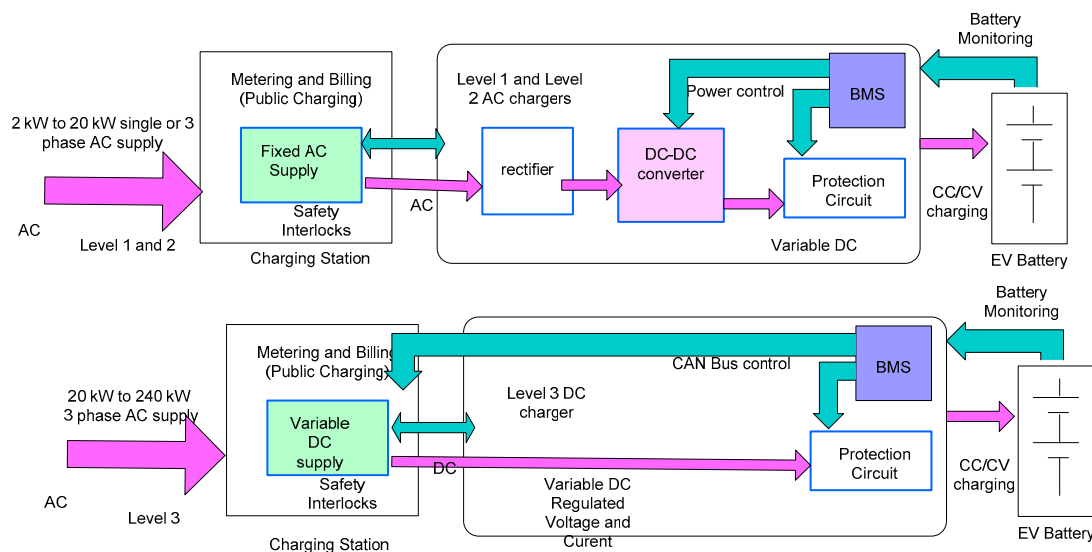 Battery
Monitoring
Metering and Billing
(Public Charging)
Level 1 and Level
2 AC chargers
Power control
BMS
2 kW to 20 kW single or 3
phase AC supply
Fixed AC
Supply
rectifier
DC-DC
converter
Protection
Circuit
CC/CV
charging
AC
AC
Safety
Interlocks
Level 1 and 2
Charging Station
Variable DC
EV Battery
Battery
Monitoring
Metering and Billing
(Public Charging)
CAN Bus control
BMS
20 kW to 240 kW
3 phase AC supply
Level 3 DC
charger
Variable
DC
supply
Protection
Circuit
CC/CV
charging
DC
AC
Safety
Interlocks
Variable DC
Regulated
Voltage and
Curent
Level 3
Charging Station
EV Battery